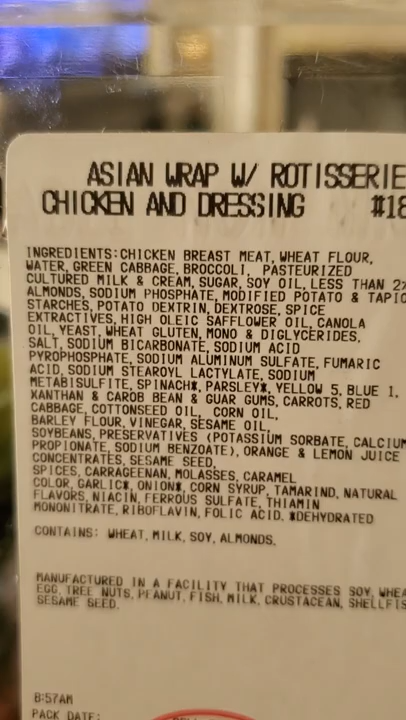 ASIAN WRAP W/ ROTISSERIE
CHICKEN AND DRESSING #18
INGREDIENTS:CHICKEN BREAST MEAT, WHEAT FLOUR,
WATER, GREEN CABBAGE, BROCCOLI, PASTEURIZED
CULTURED MILK & CREAM, SUGAR, SOY OIL, LESS THAN 2%
ALMONDS, SODIUM PHOSPHATE, MODIFIED POTATO & TAPIO
STARCHES, POTATO DEXTRIN, DEXTROSE, SPICE
EXTRACTIVES, HIGH OLEIC SAFFLOWER OIL, CANOLA
OIL, YEAST, WHEAT GLUTEN, MONO & DIGLYCERIDES,
SALT, SODIUM BICARBONATE, SODIUM ACID
PYROPHOSPHATE, SODIUM ALUMINUM SULFATE, FUMARIC
ACID, SODIUM STEAROYL LACTYLATE, SODIUM
METABISULFITE, SPINACH*, PARSLEY*, YELLOW 5, BLUE 1,
XANTHAN & CAROB BEAN & GUAR GUMS, CARROTS, RED
CABBAGE, COTTONSEED OIL, CORN OIL,
BARLEY FLOUR, VINEGAR, SESAME OIL,
SOYBEANS, PRESERVATIVES (POTASSIUM SORBATE, CALCIUM
PROPIONATE, SODIUM BENZOATE), ORANGE & LEMON JUICE
CONCENTRATES, SESAME SEED,
SPICES, CARRAGEENAN, MOLASSES, CARAMEL
COLOR, GARLIC*, ONION*, CORN SYRUP, TAMARIND, NATURAL
FLAVORS, NIACIN, FERROUS SULFATE, THIAMIN
MONONITRATE, RIBOFLAVIN, FOLIC ACID. *DEHYDRATED
CONTAINS: WHEAT, MILK, SOY, ALMONDS.
MANUFACTURED IN A FACILITY THAT PROCESSES SOY, WHEA
EGG, TREE NUTS, PEANUT, FISH, MILK, CRUSTACEAN, SHELLFIS
SESAME SEED.
8:57AM
PACK DATE: